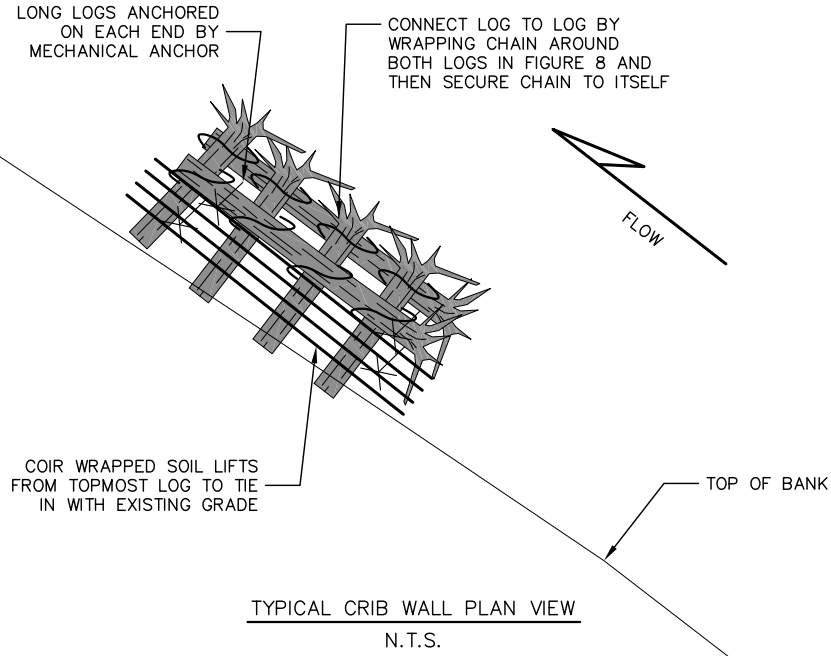 LONG LOGS ANCHORED
ON EACH END BY
MECHANICAL ANCHOR
CONNECT LOG TO LOG BY
WRAPPING CHAIN AROUND
BOTH LOGS IN FIGURE 8 AND
THEN SECURE CHAIN TO ITSELF
FLOW
COIR WRAPPED SOIL LIFTS
FROM TOPMOST LOG TO TIE
IN WITH EXISTING GRADE
TOP OF BANK
TYPICAL CRIB WALL PLAN VIEW
N.T.S.